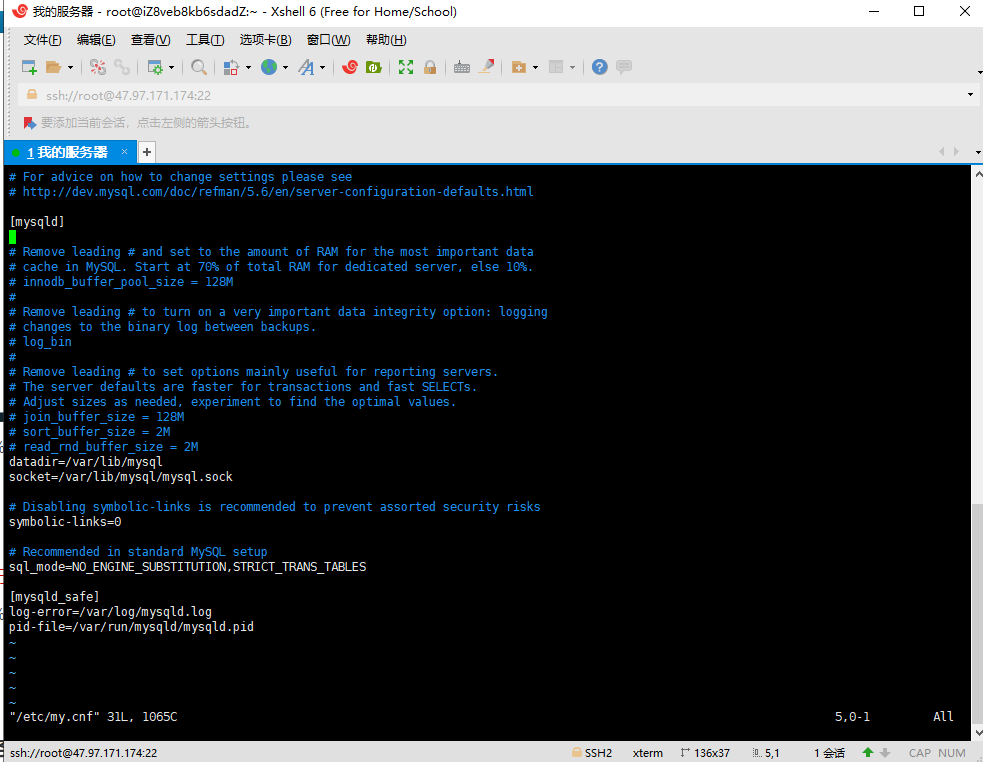 我的服务器 - root@iZ8veb8kb6sdadZ:~ - Xshell 6 (Free for Home/School)
文件(F) 编辑(E) 查看(V) 工具(T) 选项卡(B) 窗口(W) 帮助(H)
ssh://root@47.97.171.174:22
要添加当前会话，点击左侧的箭头按钮。
1 我的服务器 × +
# For advice on how to change settings please see
# http://dev.mysql.com/doc/refman/5.6/en/server-configuration-defaults.html
[mysqld]
# Remove leading # and set to the amount of RAM for the most important data
# cache in MySQL. Start at 70% of total RAM for dedicated server, else 10%.
# innodb_buffer_pool_size = 128M
#
# Remove leading # to turn on a very important data integrity option: logging
# changes to the binary log between backups.
# log_bin
#
# Remove leading # to set options mainly useful for reporting servers.
# The server defaults are faster for transactions and fast SELECTs.
# Adjust sizes as needed, experiment to find the optimal values.
# join_buffer_size = 128M
# sort_buffer_size = 2M
# read_rnd_buffer_size = 2M
datadir=/var/lib/mysql
socket=/var/lib/mysql/mysql.sock
# Disabling symbolic-links is recommended to prevent assorted security risks
symbolic-links=0
# Recommended in standard MySQL setup
sql_mode=NO_ENGINE_SUBSTITUTION,STRICT_TRANS_TABLES
[mysqld_safe]
log-error=/var/log/mysqld.log
pid-file=/var/run/mysqld/mysqld.pid
~
~
~
~
~
"/etc/my.cnf" 31L, 1065C 5,0-1 All
ssh://root@47.97.171.174:22 SSH2 xterm 136x37 5,1 1 会话 CAP NUM